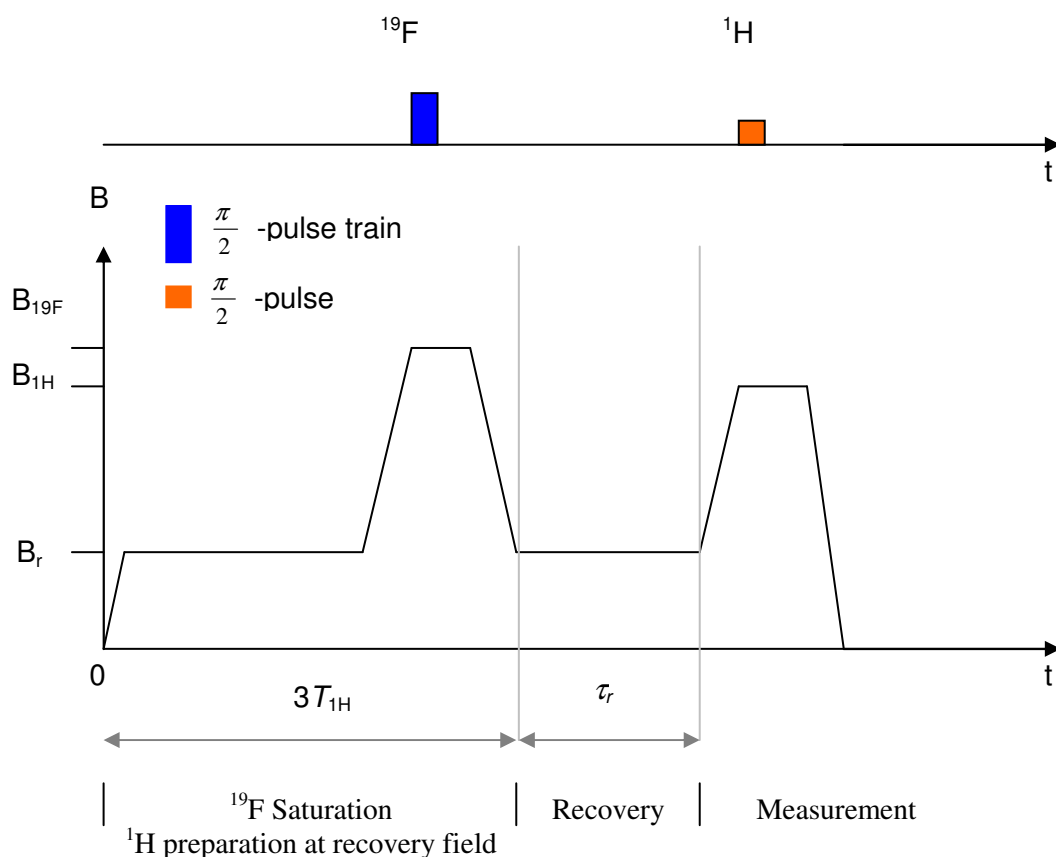 ¹⁹F ¹H
t
B
π/2 -pulse train
π/2 -pulse
B₁₉F
B₁H
Bᵣ
0 t
3T₁H τᵣ
¹⁹F Saturation Recovery Measurement
¹H preparation at recovery field